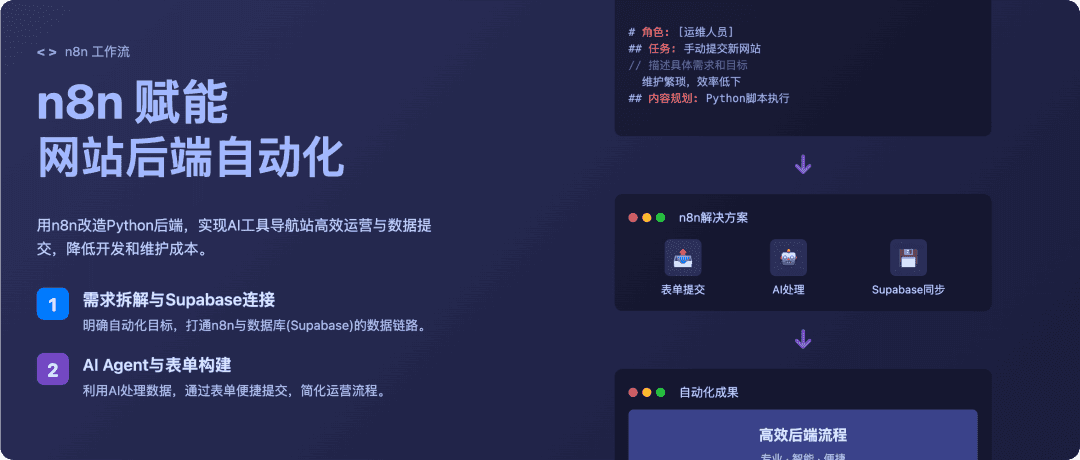 <> n8n 工作流
n8n 赋能
网站后端自动化
用n8n改造Python后端，实现AI工具导航站高效运营与数据提
交，降低开发和维护成本。
1 需求拆解与Supabase连接
明确自动化目标，打通n8n与数据库(Supabase)的数据链路。
2 AI Agent与表单构建
利用AI处理数据，通过表单便捷提交，简化运营流程。
# 角色: [运维人员]
## 任务: 手动提交新网站
// 描述具体需求和目标
维护繁琐，效率低下
## 内容规划: Python脚本执行
n8n解决方案
表单提交 AI处理 Supabase同步
自动化成果
高效后端流程
专业 · 智能 · 便捷